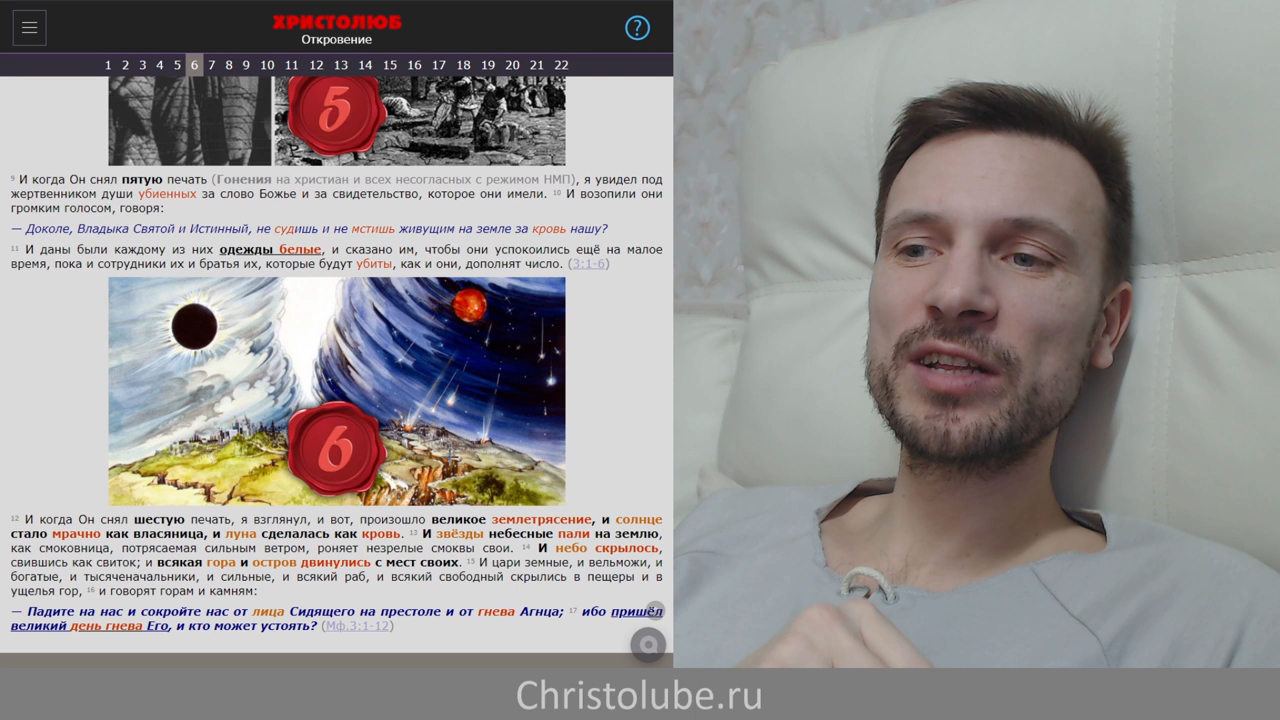 ХРИСТОЛЮБ
Откровение
?
1 2 3 4 5 6 7 8 9 10 11 12 13 14 15 16 17 18 19 20 21 22
5
9 И когда Он снял пятую печать (Гонения на христиан и всех несогласных с режимом НМП), я увидел под
жертвенником души убиенных за слово Божье и за свидетельство, которое они имели. 10 И возопили они
громким голосом, говоря:
— Доколе, Владыка Святой и Истинный, не судишь и не мстишь живущим на земле за кровь нашу?
11 И даны были каждому из них одежды белые, и сказано им, чтобы они успокоились ещё на малое
время, пока и сотрудники их и братья их, которые будут убиты, как и они, дополнят число. (3:1-6)
6
12 И когда Он снял шестую печать, я взглянул, и вот, произошло великое землетрясение, и солнце
стало мрачно как власяница, и луна сделалась как кровь. 13 И звёзды небесные пали на землю,
как смоковница, потрясаемая сильным ветром, роняет незрелые смоквы свои. 14 И небо скрылось,
свившись как свиток; и всякая гора и остров двинулись с мест своих. 15 И цари земные, и вельможи, и
богатые, и тысяченачальники, и сильные, и всякий раб, и всякий свободный скрылись в пещеры и в
ущелья гор, 16 и говорят горам и камням:
— Падите на нас и сокройте нас от лица Сидящего на престоле и от гнева Агнца; 17 ибо пришёл
великий день гнева Его, и кто может устоять? (Мф.3:1-12)
Christolube.ru